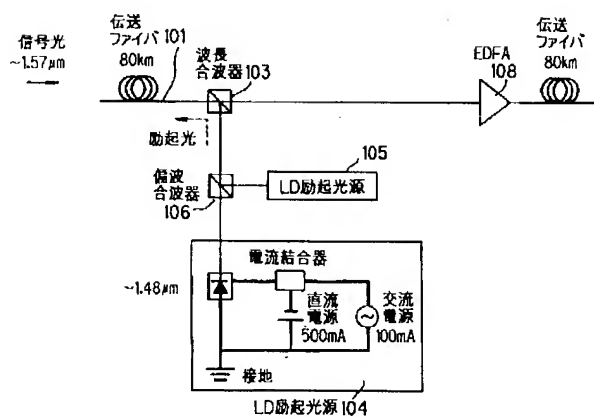 伝送
ファイバ 101
80km
信号光
~1.57μm
波長
合波器 103
励起光
EDFA
108
伝送
ファイバ
80km
偏波
合波器
106
105
LD励起光源
電流結合器
~1.48μm
直流
電源
500mA
交流
電源
100mA
接地
LD励起光源 104